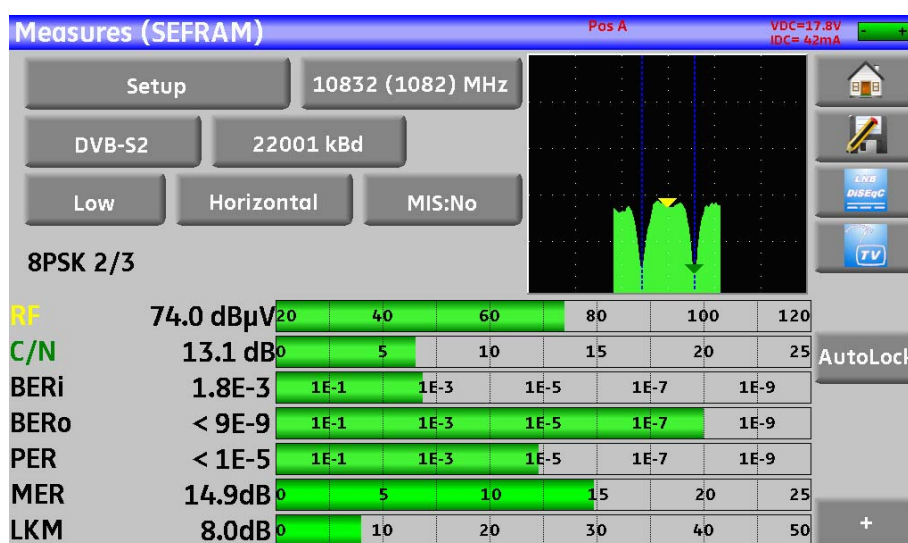 Measures (SEFRAM)
Pos A
VDC=17.8V
IDC= 42mA
- +
Setup
10832 (1082) MHz
DVB-S2
22001 kBd
Low
Horizontal
MIS:No
8PSK 2/3
LNB
DiSEqC
TV
RF 74.0 dBµV 20 40 60 80 100 120
C/N 13.1 dB 0 5 10 15 20 25
AutoLock
BERi 1.8E-3 1E-1 1E-3 1E-5 1E-7 1E-9
BERo < 9E-9 1E-1 1E-3 1E-5 1E-7 1E-9
PER < 1E-5 1E-1 1E-3 1E-5 1E-7 1E-9
MER 14.9dB 0 5 10 15 20 25
LKM 8.0dB 0 10 20 30 40 50
+